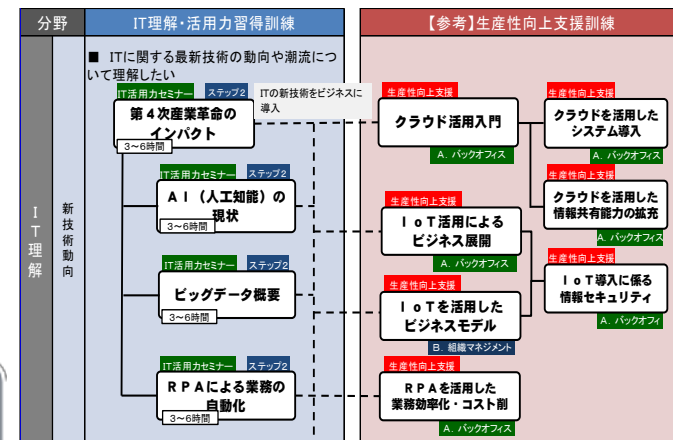 分野
IT理解・活用力習得訓練
【参考】生産性向上支援訓練
IT理解
新技術動向
■ ITに関する最新技術の動向や潮流につ
いて理解したい
IT活用力セミナー ステップ2
第4次産業革命の
インパクト
3~6時間
ITの新技術をビジネスに
導入
IT活用力セミナー ステップ2
AI（人工知能）の
現状
3~6時間
IT活用力セミナー ステップ2
ビッグデータ概要
3~6時間
IT活用力セミナー ステップ2
RPAによる業務の
自動化
3~6時間
生産性向上支援
クラウド活用入門
A. バックオフィス
生産性向上支援
クラウドを活用した
システム導入
A. バックオフィス
生産性向上支援
クラウドを活用した
情報共有能力の拡充
A. バックオフィス
生産性向上支援
IoT活用による
ビジネス展開
A. バックオフィス
生産性向上支援
IoT導入に係る
情報セキュリティ
A. バックオフィ
生産性向上支援
IoTを活用した
ビジネスモデル
B. 組織マネジメント
生産性向上支援
RPAを活用した
業務効率化・コスト削
A. バックオフィス